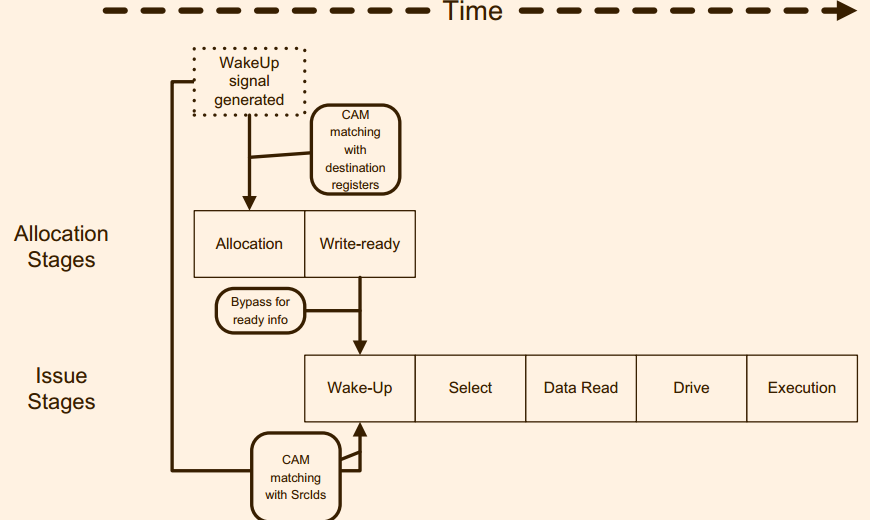 Time
WakeUp
signal
generated
CAM
matching
with
destination
registers
Allocation
Stages
Allocation
Write-ready
Bypass for
ready info
Issue
Stages
Wake-Up
Select
Data Read
Drive
Execution
CAM
matching
with SrcIds